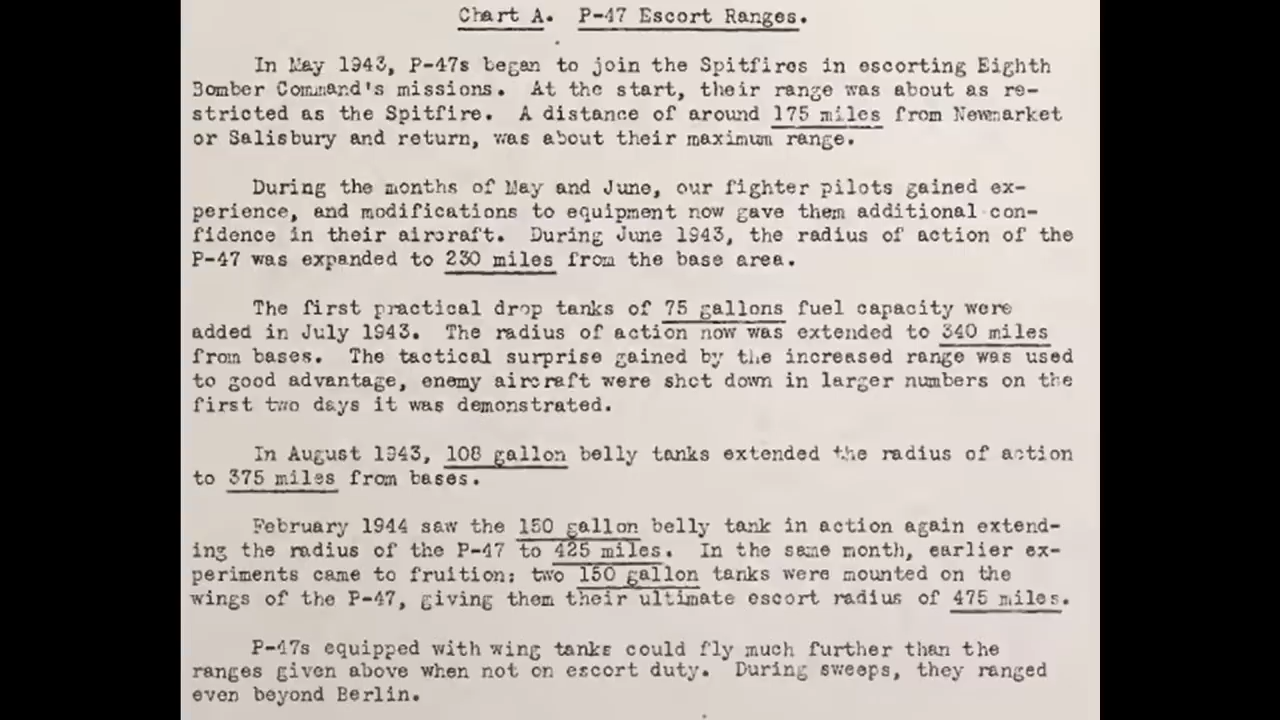 Chart A. P-47 Escort Ranges.
In May 1943, P-47s began to join the Spitfires in escorting Eighth
Bomber Command's missions. At the start, their range was about as re-
stricted as the Spitfire. A distance of around 175 miles from Newmarket
or Salisbury and return, was about their maximum range.
During the months of May and June, our fighter pilots gained ex-
perience, and modifications to equipment now gave them additional con-
fidence in their aircraft. During June 1943, the radius of action of the
P-47 was expanded to 230 miles from the base area.
The first practical drop tanks of 75 gallons fuel capacity were
added in July 1943. The radius of action now was extended to 340 miles
from bases. The tactical surprise gained by the increased range was used
to good advantage, enemy aircraft were shot down in larger numbers on the
first two days it was demonstrated.
In August 1943, 108 gallon belly tanks extended the radius of action
to 375 miles from bases.
February 1944 saw the 150 gallon belly tank in action again extend-
ing the radius of the P-47 to 425 miles. In the same month, earlier ex-
periments came to fruition; two 150 gallon tanks were mounted on the
wings of the P-47, giving them their ultimate escort radius of 475 miles.
P-47s equipped with wing tanks could fly much further than the
ranges given above when not on escort duty. During sweeps, they ranged
even beyond Berlin.